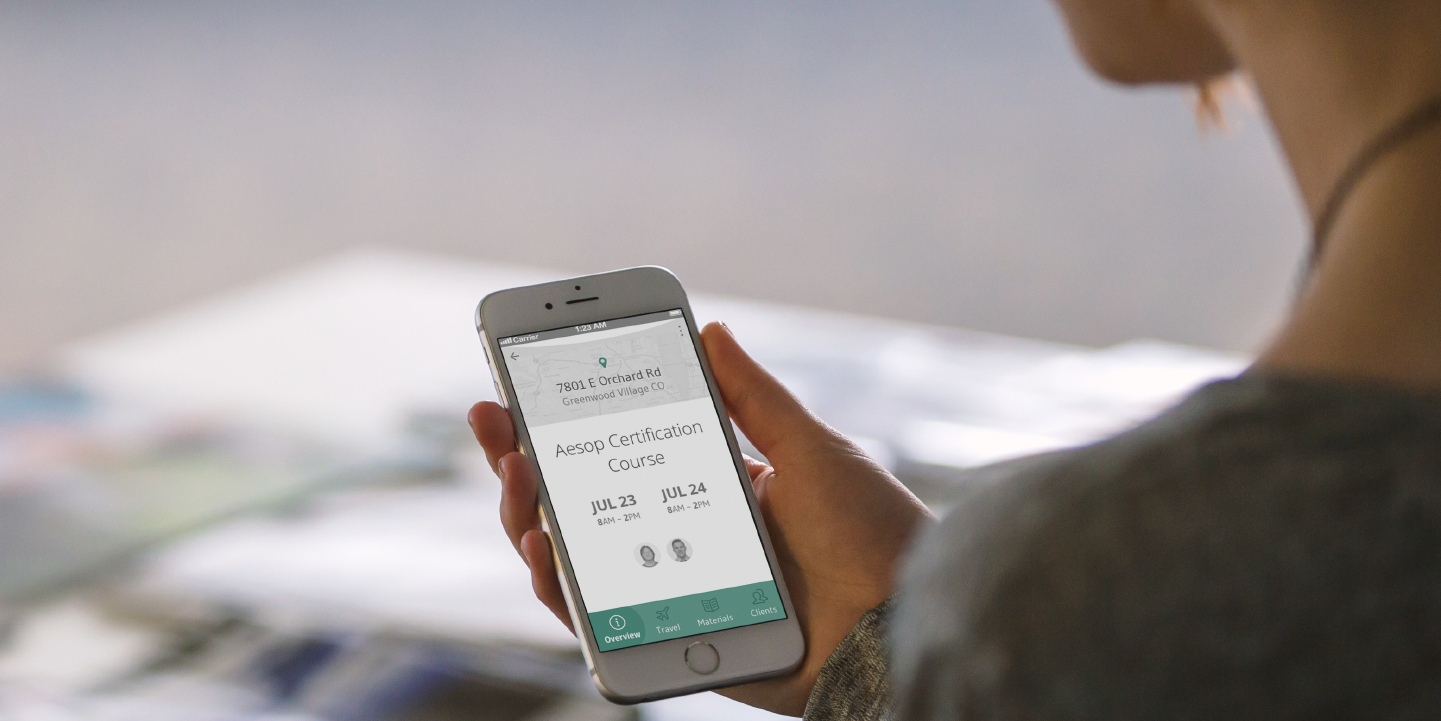 Carrier 1:23 AM
7801 E Orchard Rd
Greenwood Village CO
Aesop Certification
Course
JUL 23 JUL 24
8AM – 2PM 8AM – 2PM
Overview Travel Materials Clients